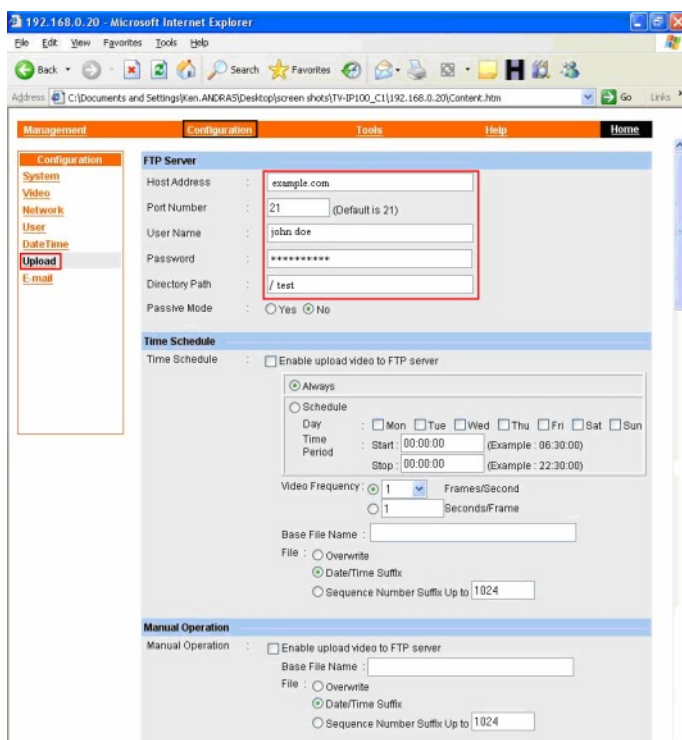 192.168.0.20 - Microsoft Internet Explorer
File Edit View Favorites Tools Help
Back Search Favorites
Address C:\Documents and Settings\Ken.ANDRAS\Desktop\screen shots\TV-IP100_C1\192.168.0.20\Content.htm Go Links »
Management Configuration Tools Help Home
Configuration
System
Video
Network
User
DateTime
Upload
E-mail
FTP Server
Host Address : example.com
Port Number : 21 (Default is 21)
User Name : john doe
Password : **********
Directory Path : / test
Passive Mode : Yes No
Time Schedule
Time Schedule : Enable upload video to FTP server
Always
Schedule
Day : Mon Tue Wed Thu Fri Sat Sun
Time Period : Start : 00:00:00 (Example : 06:30:00)
Stop : 00:00:00 (Example : 22:30:00)
Video Frequency : 1 Frames/Second
1 Seconds/Frame
Base File Name :
File : Overwrite
Date/Time Suffix
Sequence Number Suffix Up to 1024
Manual Operation
Manual Operation : Enable upload video to FTP server
Base File Name :
File : Overwrite
Date/Time Suffix
Sequence Number Suffix Up to 1024